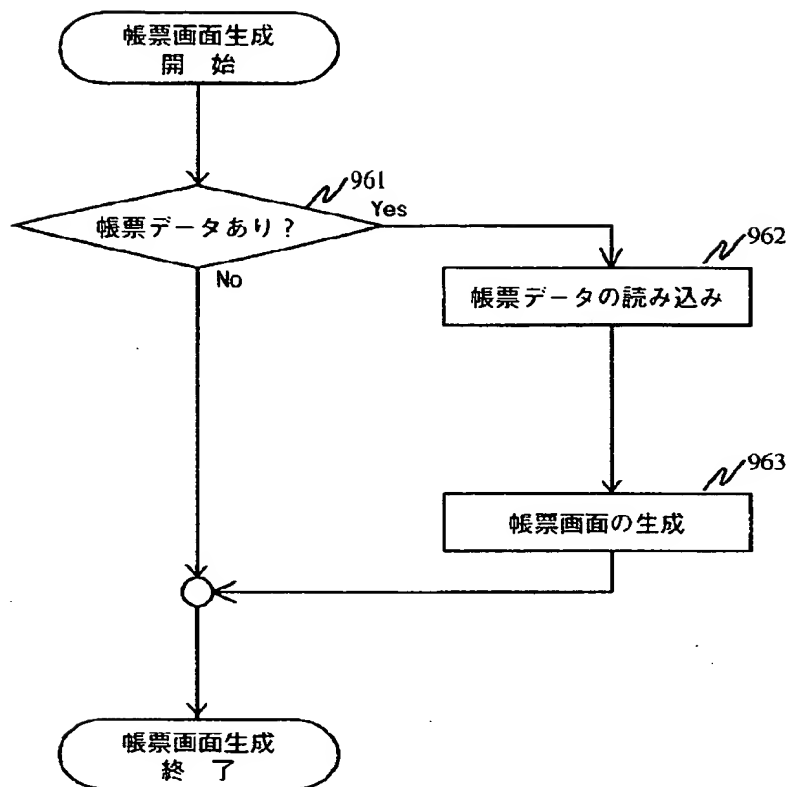 帳票画面生成
開 始
961
帳票データあり?
Yes
No
962
帳票データの読み込み
963
帳票画面の生成
帳票画面生成
終 了